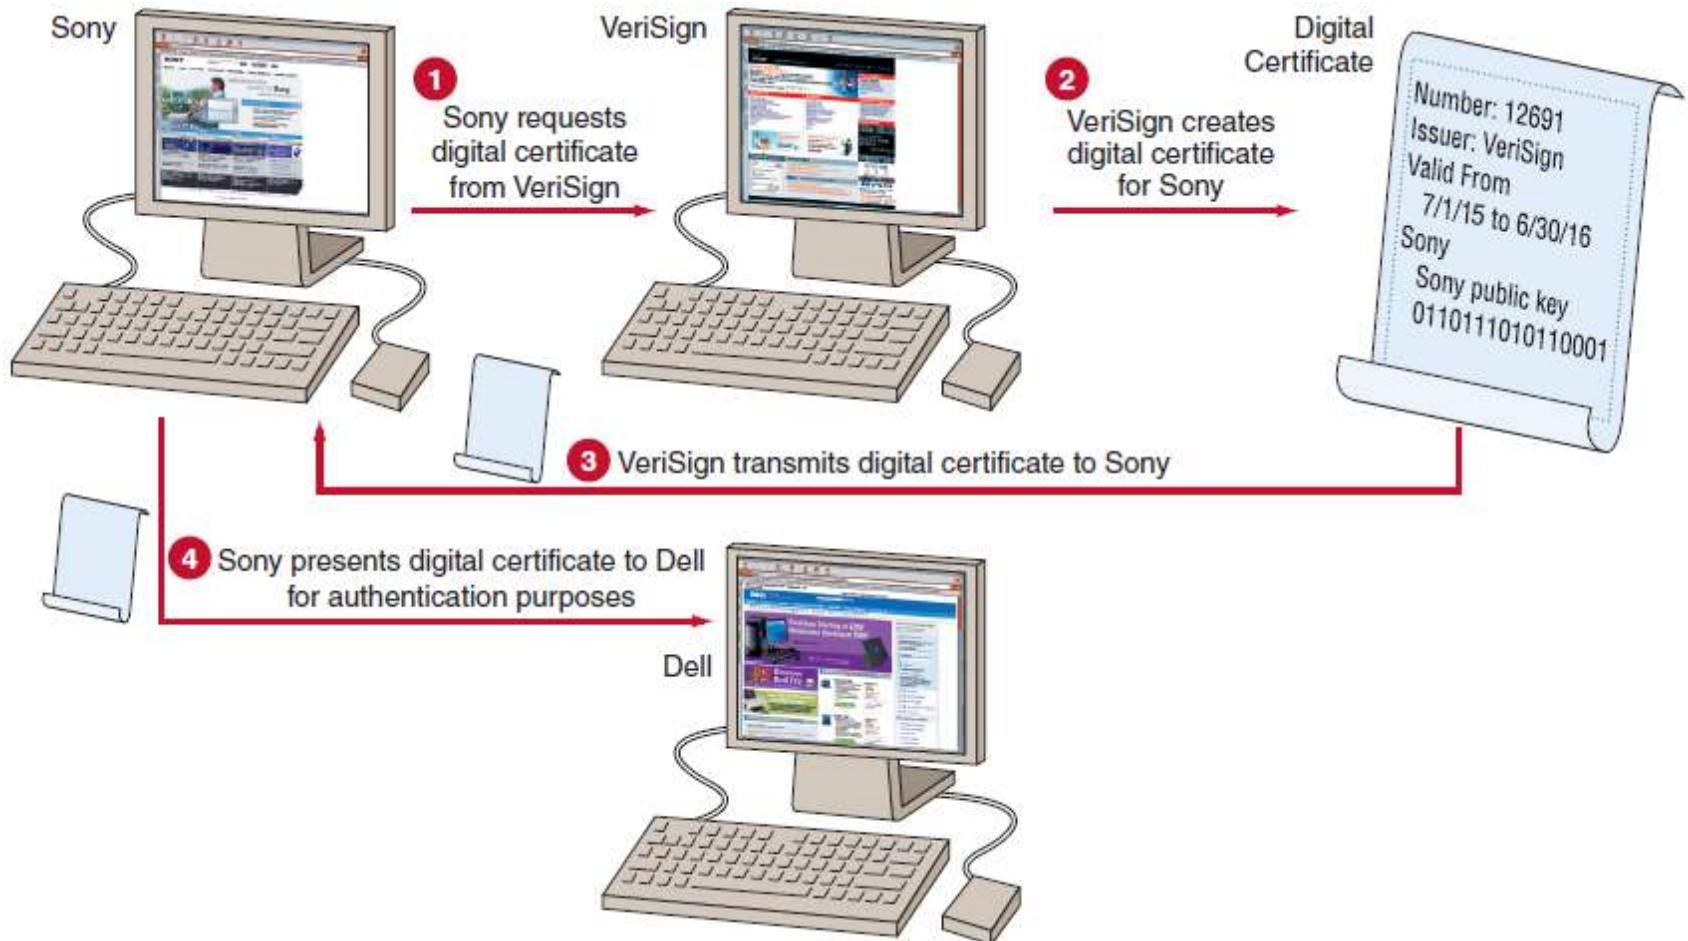 Sony
VeriSign
Digital
Certificate
1
Sony requests
digital certificate
from VeriSign
2
VeriSign creates
digital certificate
for Sony
Number: 12691
Issuer: VeriSign
Valid From
7/1/15 to 6/30/16
Sony
Sony public key
0110111010110001
3 VeriSign transmits digital certificate to Sony
4 Sony presents digital certificate to Dell
for authentication purposes
Dell